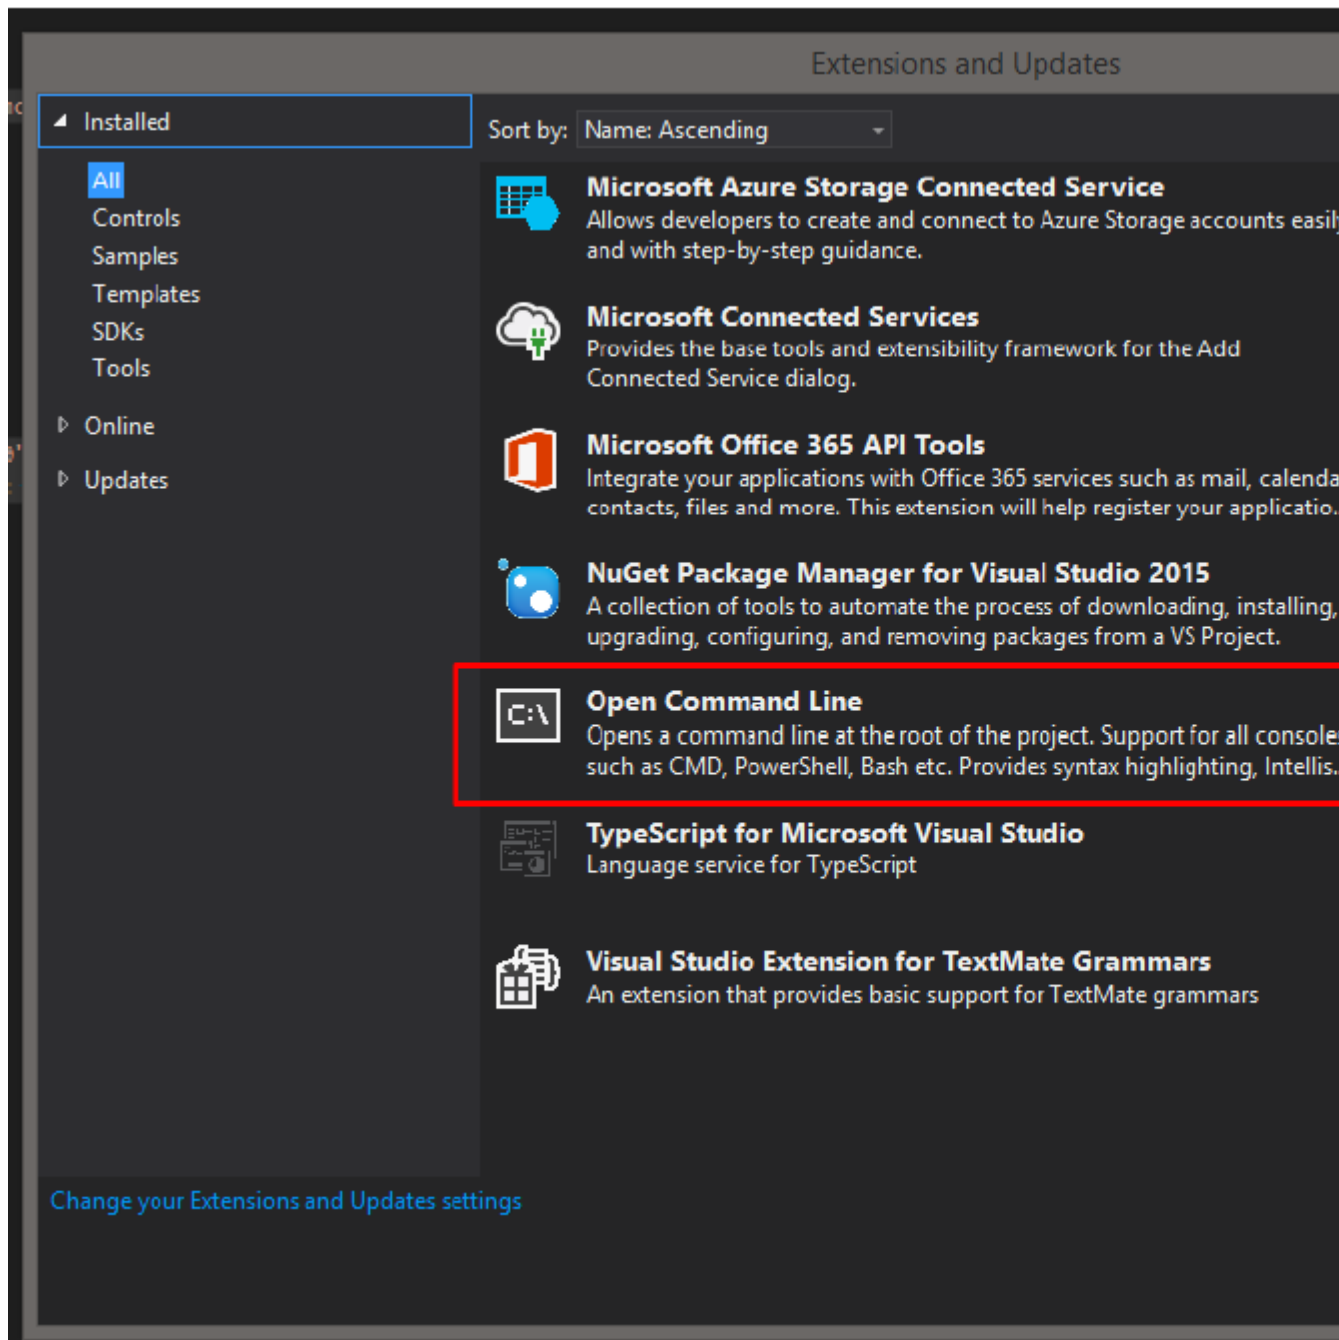 Extensions and Updates
Installed
Sort by: Name: Ascending
All
Controls
Samples
Templates
SDKs
Tools
Online
Updates
Microsoft Azure Storage Connected Service
Allows developers to create and connect to Azure Storage accounts easily
and with step-by-step guidance.
Microsoft Connected Services
Provides the base tools and extensibility framework for the Add
Connected Service dialog.
Microsoft Office 365 API Tools
Integrate your applications with Office 365 services such as mail, calenda
contacts, files and more. This extension will help register your applicatio..
NuGet Package Manager for Visual Studio 2015
A collection of tools to automate the process of downloading, installing,
upgrading, configuring, and removing packages from a VS Project.
C:\
Open Command Line
Opens a command line at the root of the project. Support for all consoles
such as CMD, PowerShell, Bash etc. Provides syntax highlighting, Intellis..
TypeScript for Microsoft Visual Studio
Language service for TypeScript
Visual Studio Extension for TextMate Grammars
An extension that provides basic support for TextMate grammars
Change your Extensions and Updates settings